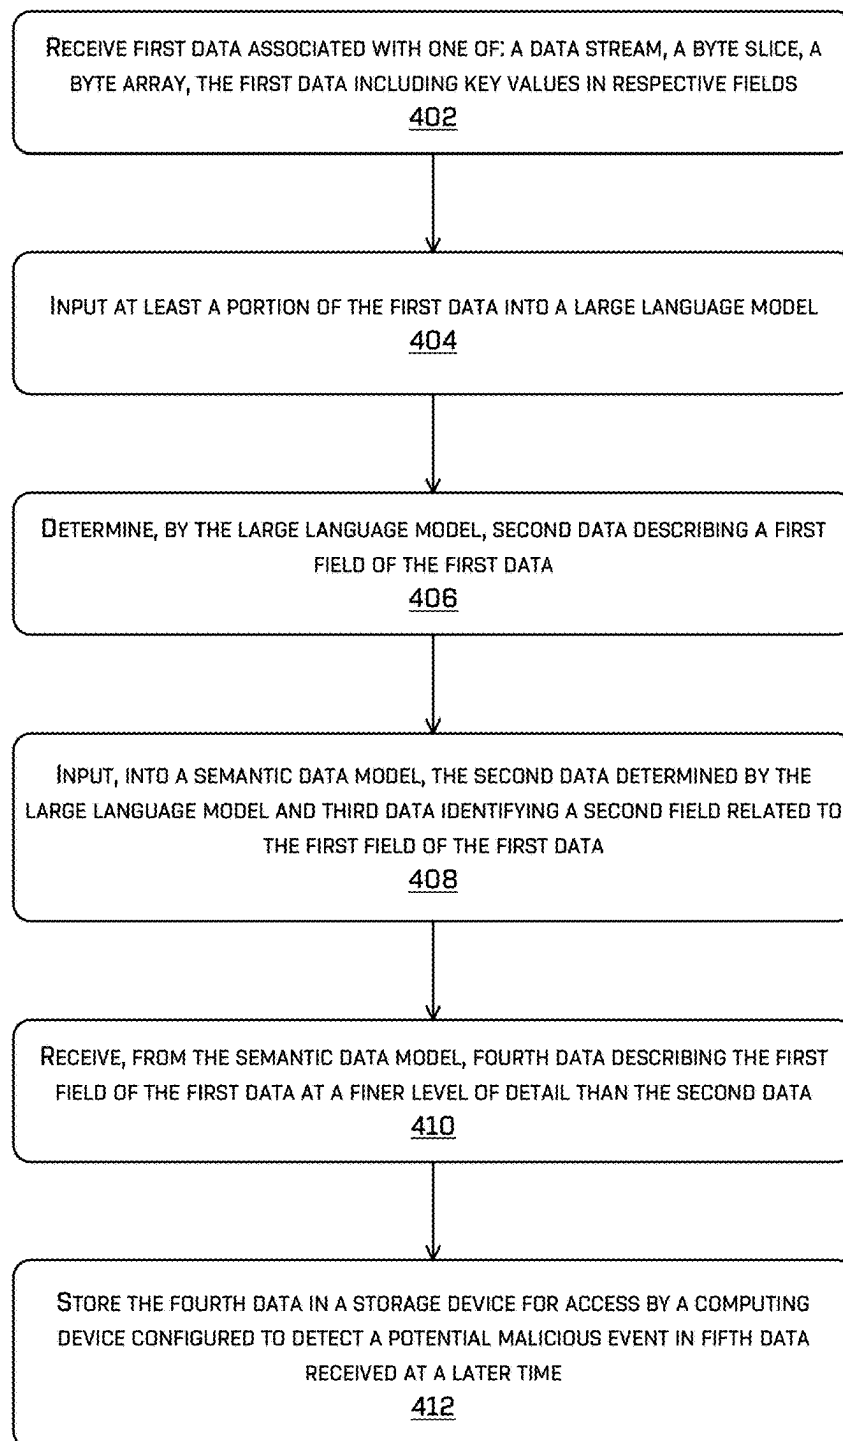 RECEIVE FIRST DATA ASSOCIATED WITH ONE OF: A DATA STREAM, A BYTE SLICE, A
BYTE ARRAY, THE FIRST DATA INCLUDING KEY VALUES IN RESPECTIVE FIELDS
402
INPUT AT LEAST A PORTION OF THE FIRST DATA INTO A LARGE LANGUAGE MODEL
404
DETERMINE, BY THE LARGE LANGUAGE MODEL, SECOND DATA DESCRIBING A FIRST
FIELD OF THE FIRST DATA
406
INPUT, INTO A SEMANTIC DATA MODEL, THE SECOND DATA DETERMINED BY THE
LARGE LANGUAGE MODEL AND THIRD DATA IDENTIFYING A SECOND FIELD RELATED TO
THE FIRST FIELD OF THE FIRST DATA
408
RECEIVE, FROM THE SEMANTIC DATA MODEL, FOURTH DATA DESCRIBING THE FIRST
FIELD OF THE FIRST DATA AT A FINER LEVEL OF DETAIL THAN THE SECOND DATA
410
STORE THE FOURTH DATA IN A STORAGE DEVICE FOR ACCESS BY A COMPUTING
DEVICE CONFIGURED TO DETECT A POTENTIAL MALICIOUS EVENT IN FIFTH DATA
RECEIVED AT A LATER TIME
412